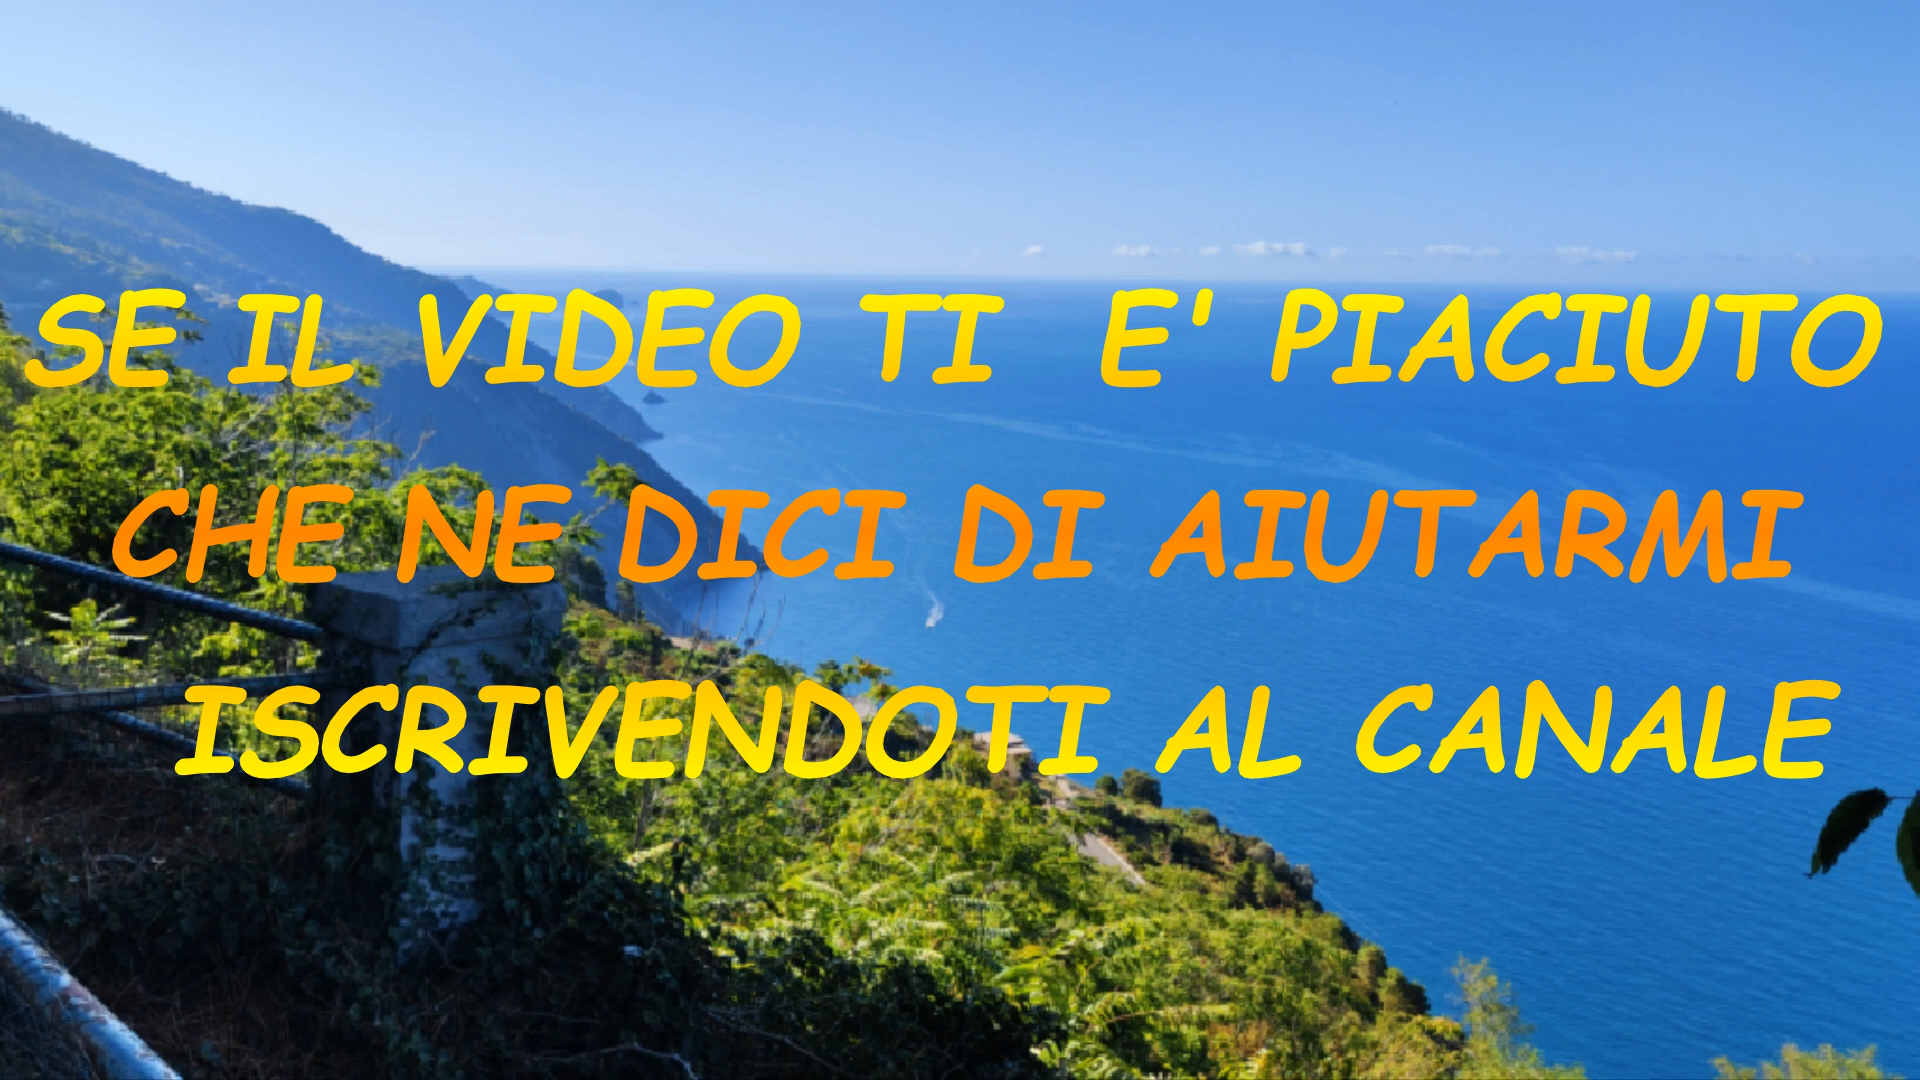 SE IL VIDEO TI E' PIACIUTO
CHE NE DICI DI AIUTARMI
ISCRIVENDOTI AL CANALE